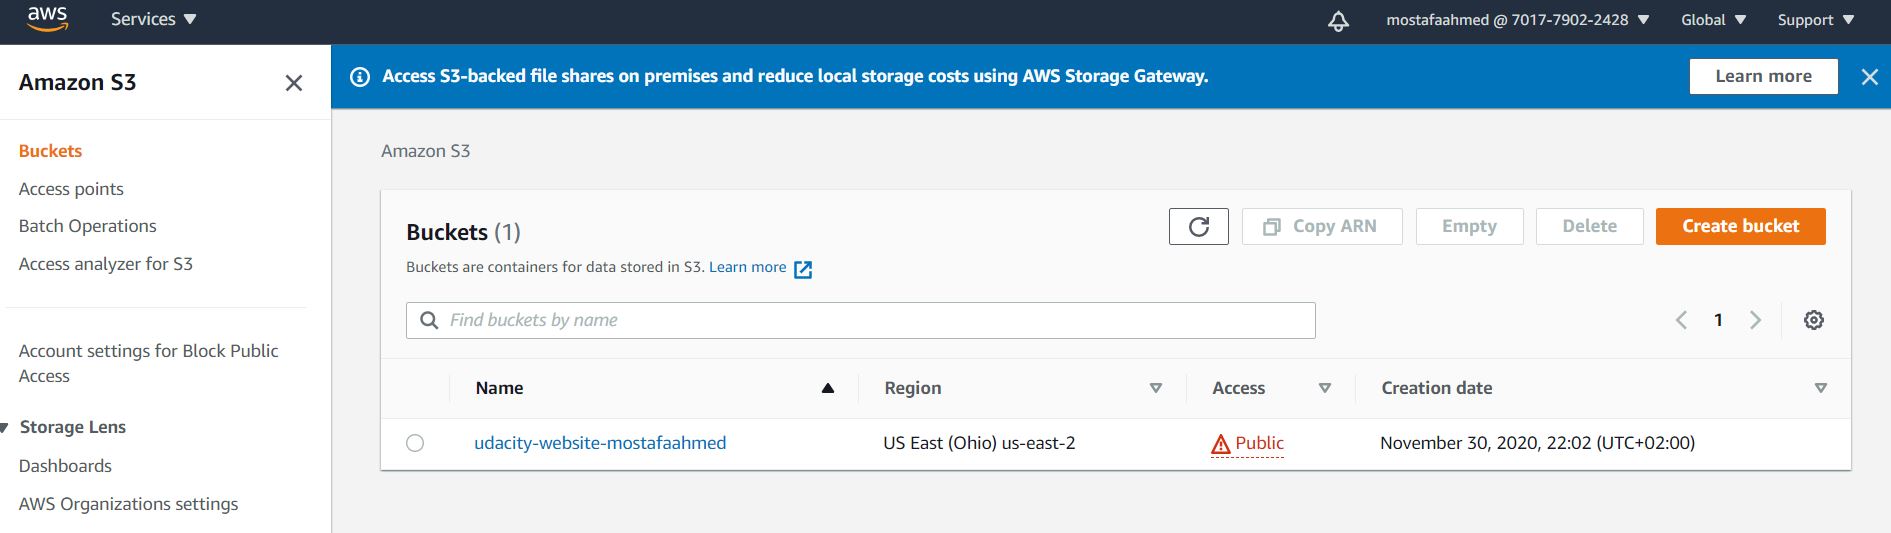 aws Services mostafaahmed @ 7017-7902-2428 Global Support
Amazon S3
Access S3-backed file shares on premises and reduce local storage costs using AWS Storage Gateway. Learn more
Buckets
Access points
Batch Operations
Access analyzer for S3
Account settings for Block Public
Access
Storage Lens
Dashboards
AWS Organizations settings
Amazon S3
Buckets (1) Copy ARN Empty Delete Create bucket
Buckets are containers for data stored in S3. Learn more
Find buckets by name 1
Name Region Access Creation date
udacity-website-mostafaahmed US East (Ohio) us-east-2 Public November 30, 2020, 22:02 (UTC+02:00)